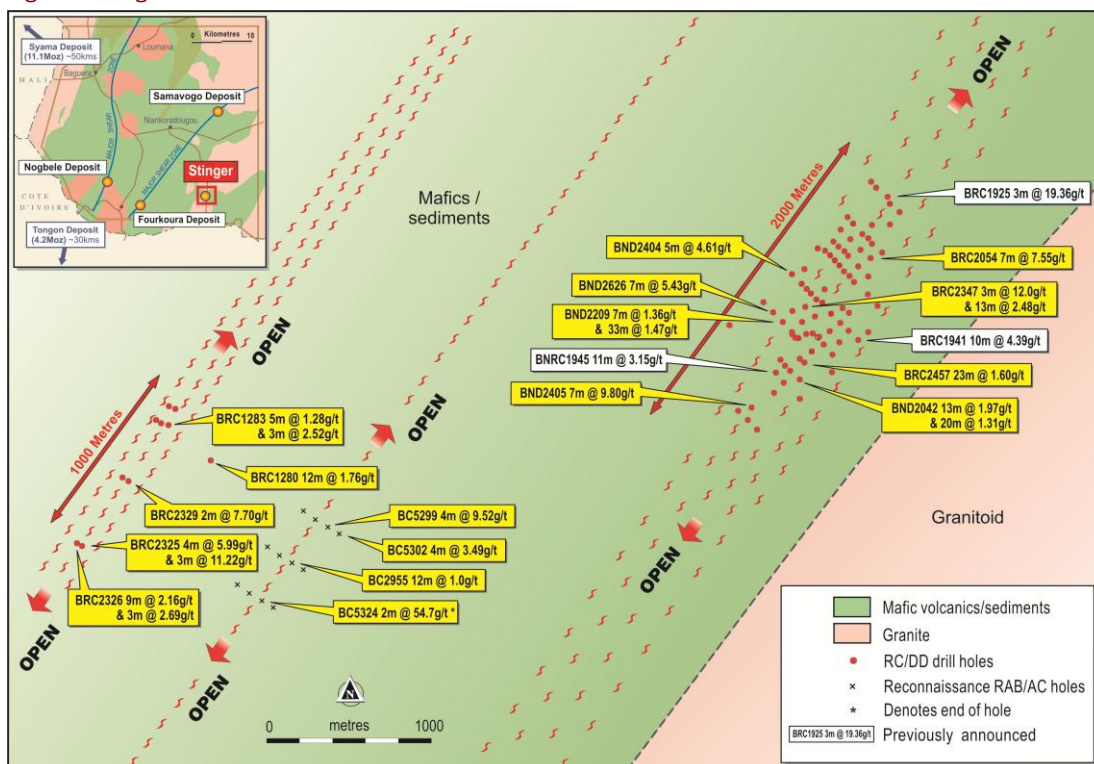 Kilometres
0 10
Syama Deposit
(11.1Moz) ~50kms
Loumana
Baguera
MALI
ZONE
MAJOR SHEAR
Samavogo Deposit
Niankorodougou
Nogbele Deposit
MAJOR SHEAR ZONE
Stinger
COTE
D'IVOIRE
Fourkoura Deposit
Tongon Deposit
(4.2Moz) ~30kms
Mafics /
sediments
OPEN
2000 Metres
BRC1925 3m @ 19.36g/t
BND2404 5m @ 4.61g/t
BRC2054 7m @ 7.55g/t
BND2626 7m @ 5.43g/t
BRC2347 3m @ 12.0g/t
& 13m @ 2.48g/t
BND2209 7m @ 1.36g/t
& 33m @ 1.47g/t
BRC1941 10m @ 4.39g/t
BNRC1945 11m @ 3.15g/t
BRC2457 23m @ 1.60g/t
BND2405 7m @ 9.80g/t
BND2042 13m @ 1.97g/t
& 20m @ 1.31g/t
OPEN
OPEN
1000 Metres
BRC1283 5m @ 1.28g/t
& 3m @ 2.52g/t
BRC1280 12m @ 1.76g/t
BRC2329 2m @ 7.70g/t
BC5299 4m @ 9.52g/t
BRC2325 4m @ 5.99g/t
& 3m @ 11.22g/t
BC5302 4m @ 3.49g/t
BC2955 12m @ 1.0g/t
BRC2326 9m @ 2.16g/t
& 3m @ 2.69g/t
BC5324 2m @ 54.7g/t *
OPEN
OPEN
OPEN
Granitoid
N
0 metres 1000
Mafic volcanics/sediments
Granite
RC/DD drill holes
× Reconnaissance RAB/AC holes
* Denotes end of hole
BRC1925 3m @ 19.36g/t Previously announced